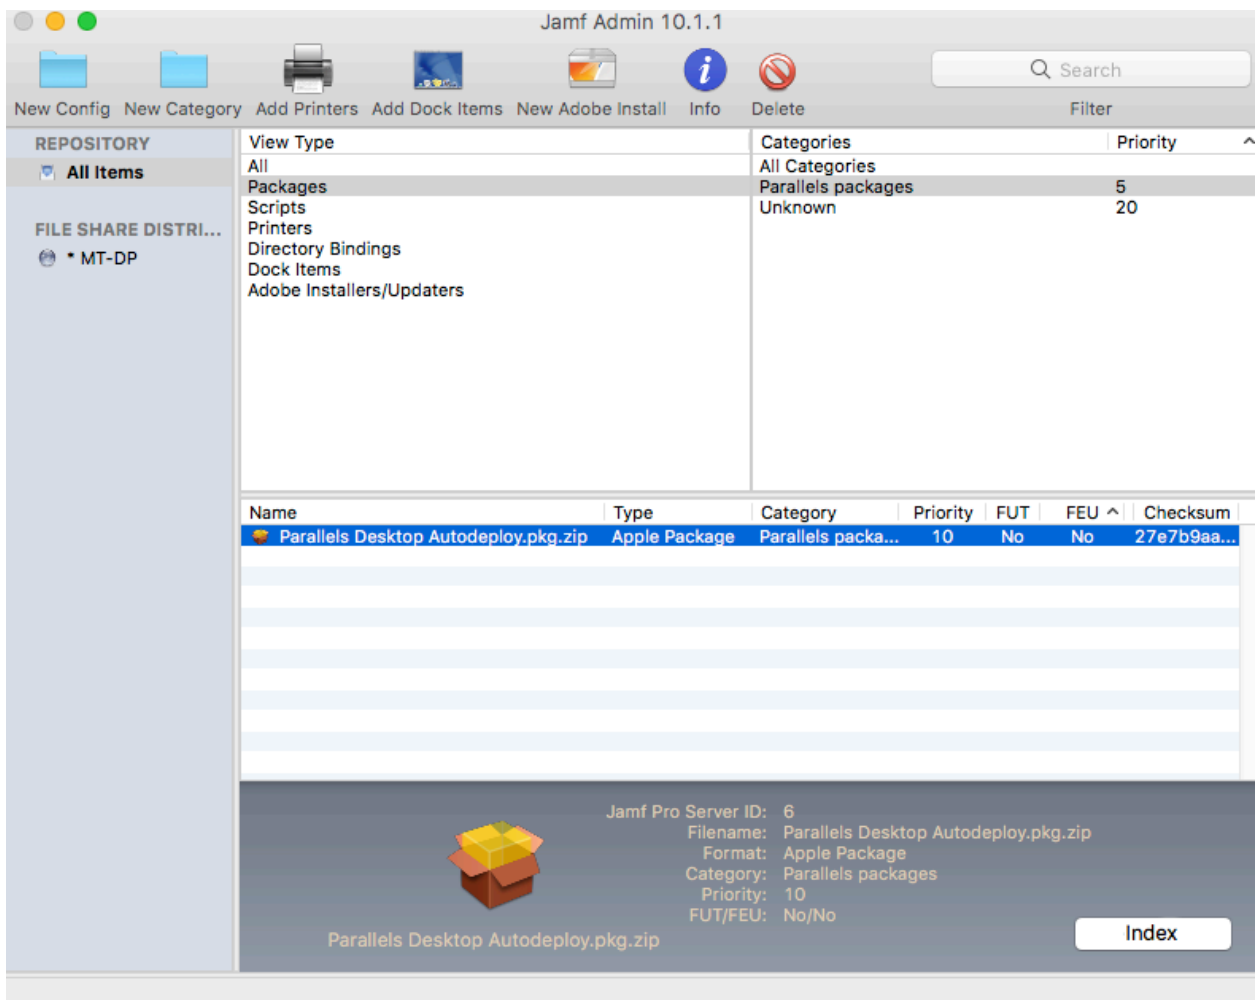 Jamf Admin 10.1.1
New Config New Category Add Printers Add Dock Items New Adobe Install Info Delete Search Filter
REPOSITORY
All Items
FILE SHARE DISTRI...
* MT-DP
View Type
All
Packages
Scripts
Printers
Directory Bindings
Dock Items
Adobe Installers/Updaters
Categories Priority
All Categories
Parallels packages 5
Unknown 20
Name Type Category Priority FUT FEU Checksum
Parallels Desktop Autodeploy.pkg.zip Apple Package Parallels packa... 10 No No 27e7b9aa...
Parallels Desktop Autodeploy.pkg.zip
Jamf Pro Server ID: 6
Filename: Parallels Desktop Autodeploy.pkg.zip
Format: Apple Package
Category: Parallels packages
Priority: 10
FUT/FEU: No/No
Index